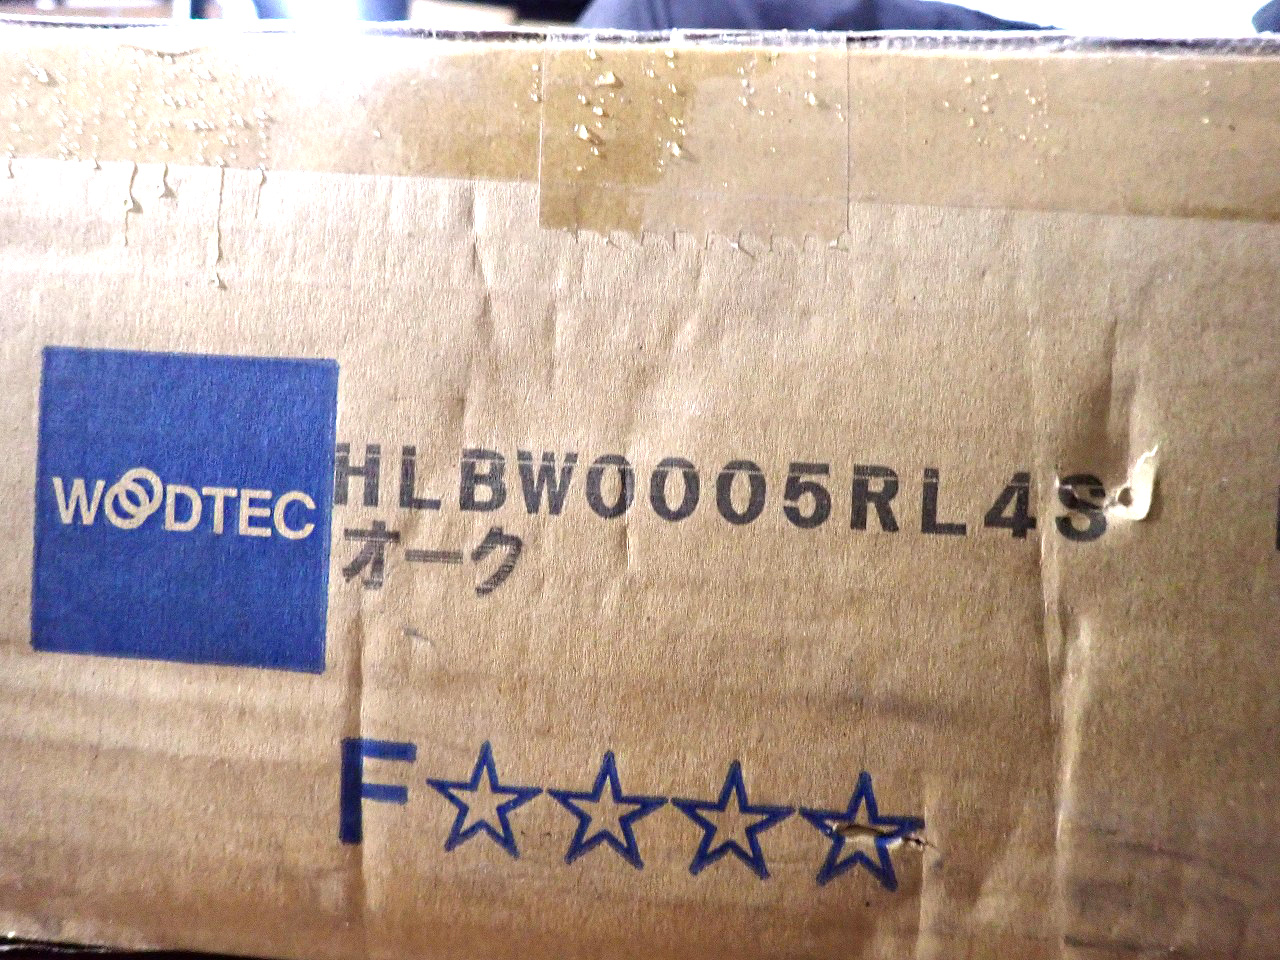 WOODTEC
HLBW0005RL4S
オーク
F☆☆☆☆